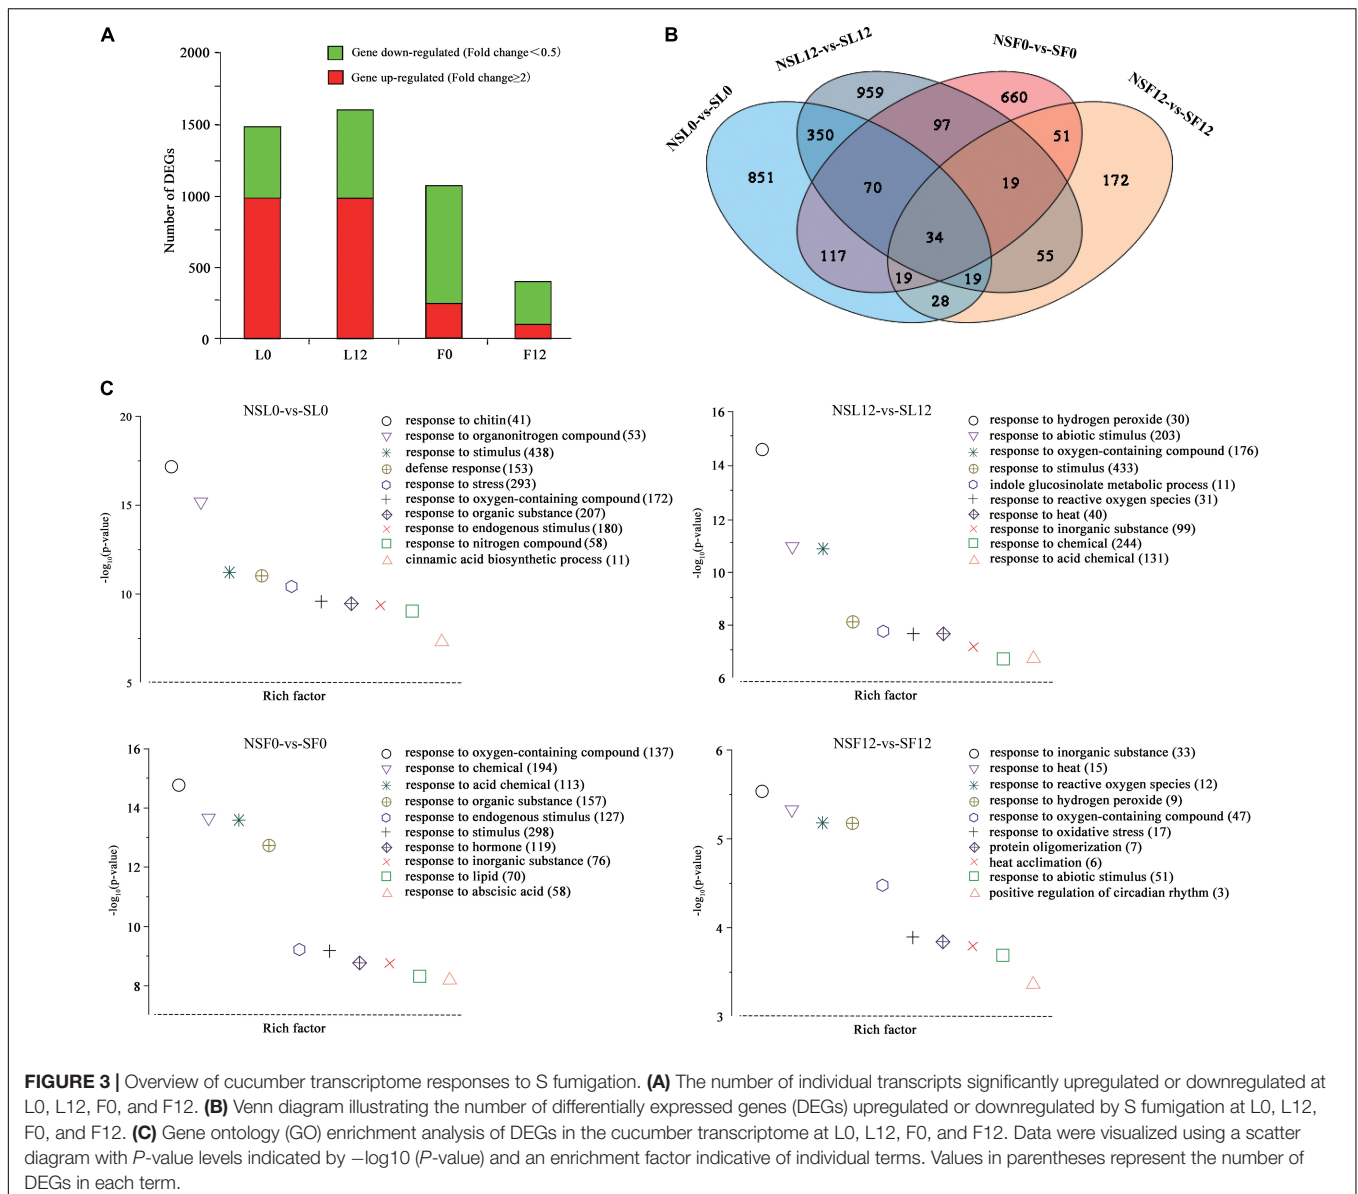 A
2000
1500
1000
500
0
Number of DEGs
Gene down-regulated (Fold change<0.5)
Gene up-regulated (Fold change≥2)
L0
L12
F0
F12
B
NSL0-vs-SL0
NSL12-vs-SL12
NSF0-vs-SF0
NSF12-vs-SF12
959
660
350
97
51
851
70
19
172
34
117
55
19
19
28
C
NSL0-vs-SL0
20
15
10
5
-log10(p-value)
Rich factor
response to chitin (41)
response to organonitrogen compound (53)
response to stimulus (438)
defense response (153)
response to stress (293)
response to oxygen-containing compound (172)
response to organic substance (207)
response to endogenous stimulus (180)
response to nitrogen compound (58)
cinnamic acid biosynthetic process (11)
NSL12-vs-SL12
16
14
12
10
8
6
-log10(p-value)
Rich factor
response to hydrogen peroxide (30)
response to abiotic stimulus (203)
response to oxygen-containing compound (176)
response to stimulus (433)
indole glucosinolate metabolic process (11)
response to reactive oxygen species (31)
response to heat (40)
response to inorganic substance (99)
response to chemical (244)
response to acid chemical (131)
NSF0-vs-SF0
16
14
12
10
8
-log10(p-value)
Rich factor
response to oxygen-containing compound (137)
response to chemical (194)
response to acid chemical (113)
response to organic substance (157)
response to endogenous stimulus (127)
response to stimulus (298)
response to hormone (119)
response to inorganic substance (76)
response to lipid (70)
response to abscisic acid (58)
NSF12-vs-SF12
6
5
4
3
-log10(p-value)
Rich factor
response to inorganic substance (33)
response to heat (15)
response to reactive oxygen species (12)
response to hydrogen peroxide (9)
response to oxygen-containing compound (47)
response to oxidative stress (17)
protein oligomerization (7)
heat acclimation (6)
response to abiotic stimulus (51)
positive regulation of circadian rhythm (3)
FIGURE 3 | Overview of cucumber transcriptome responses to S fumigation. (A) The number of individual transcripts significantly upregulated or downregulated at
L0, L12, F0, and F12. (B) Venn diagram illustrating the number of differentially expressed genes (DEGs) upregulated or downregulated by S fumigation at L0, L12,
F0, and F12. (C) Gene ontology (GO) enrichment analysis of DEGs in the cucumber transcriptome at L0, L12, F0, and F12. Data were visualized using a scatter
diagram with P-value levels indicated by −log10 (P-value) and an enrichment factor indicative of individual terms. Values in parentheses represent the number of
DEGs in each term.